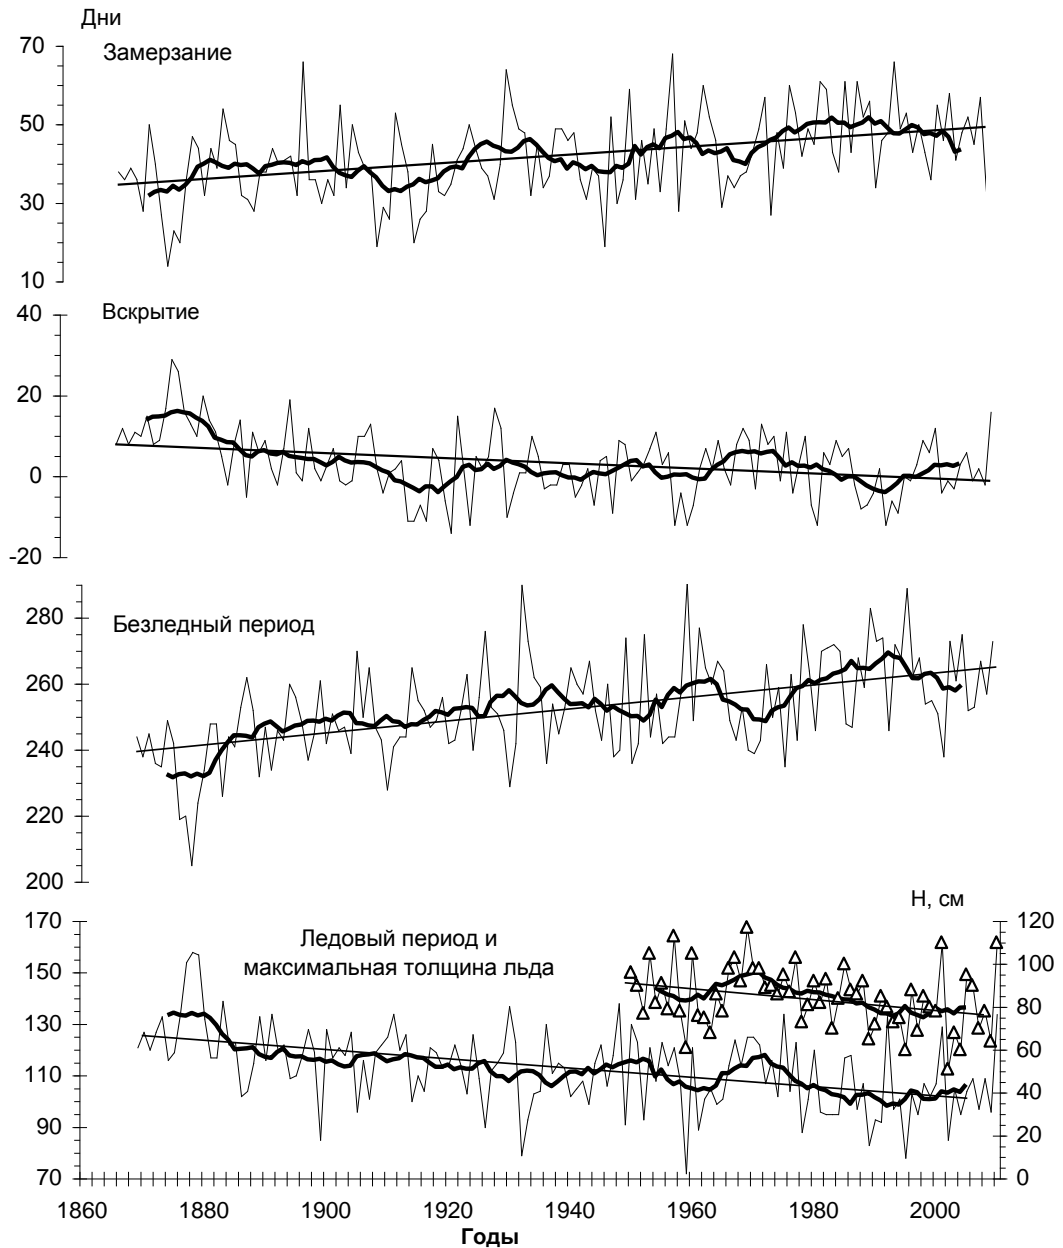 Дни
Замерзание
70
50
30
10
Вскрытие
40
20
0
-20
Безледный период
280
260
240
220
200
Н, см
Ледовый период и
максимальная толщина льда
170
150
130
110
90
70
120
100
80
60
40
20
0
1860 1880 1900 1920 1940 1960 1980 2000
Годы